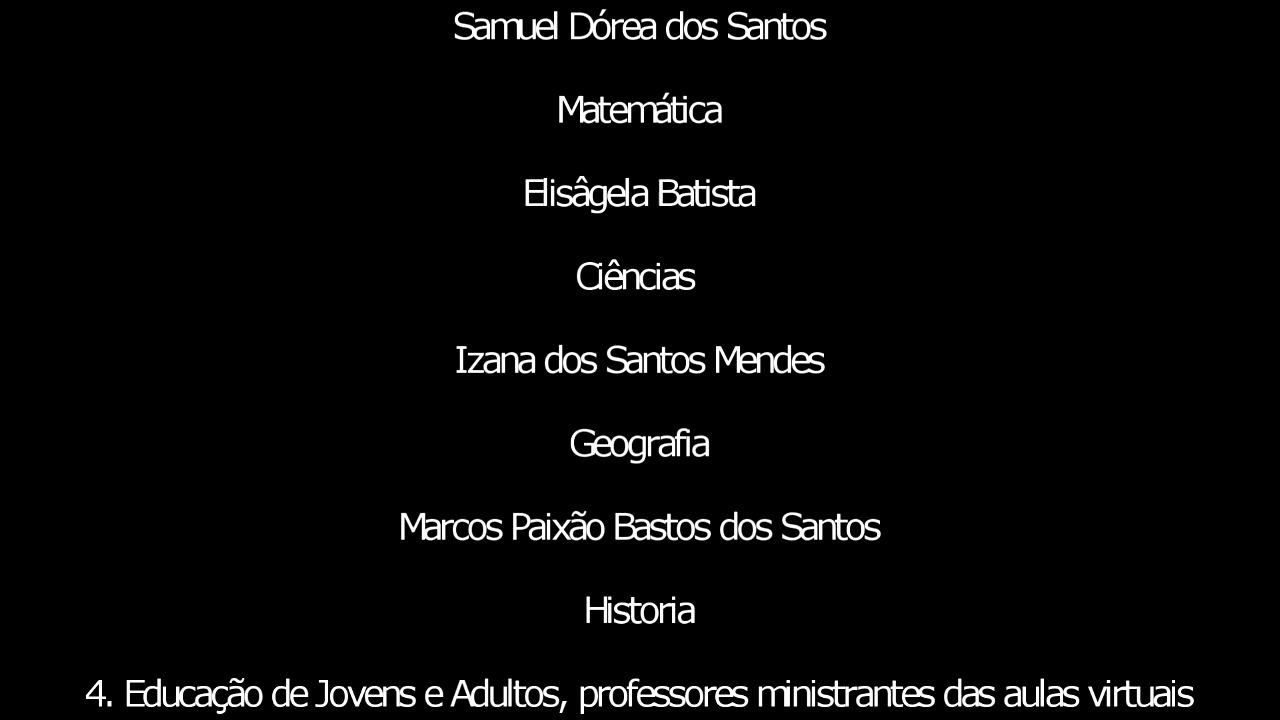 Samuel Dórea dos Santos
Matemática
Elisâgela Batista
Ciências
Izana dos Santos Mendes
Geografia
Marcos Paixão Bastos dos Santos
Historia
4. Educação de Jovens e Adultos, professores ministrantes das aulas virtuais